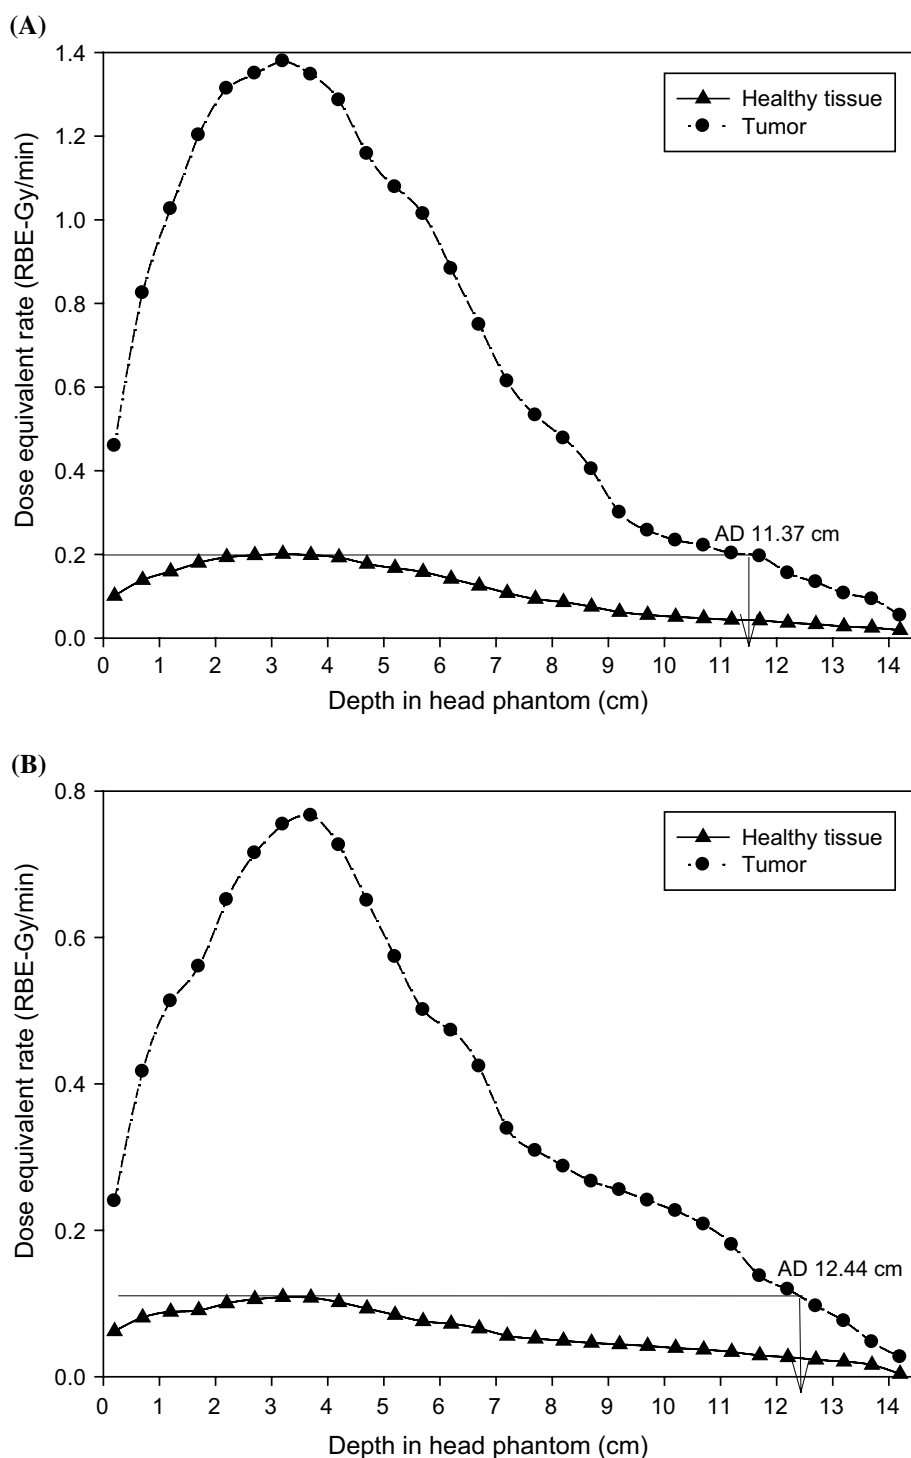 (A)
1.4
1.2
1.0
0.8
0.6
0.4
0.2
0.0
Dose equivalent rate (RBE-Gy/min)
Healthy tissue
Tumor
AD 11.37 cm
0 1 2 3 4 5 6 7 8 9 10 11 12 13 14
Depth in head phantom (cm)
(B)
0.8
0.6
0.4
0.2
0.0
Dose equivalent rate (RBE-Gy/min)
Healthy tissue
Tumor
AD 12.44 cm
0 1 2 3 4 5 6 7 8 9 10 11 12 13 14
Depth in head phantom (cm)